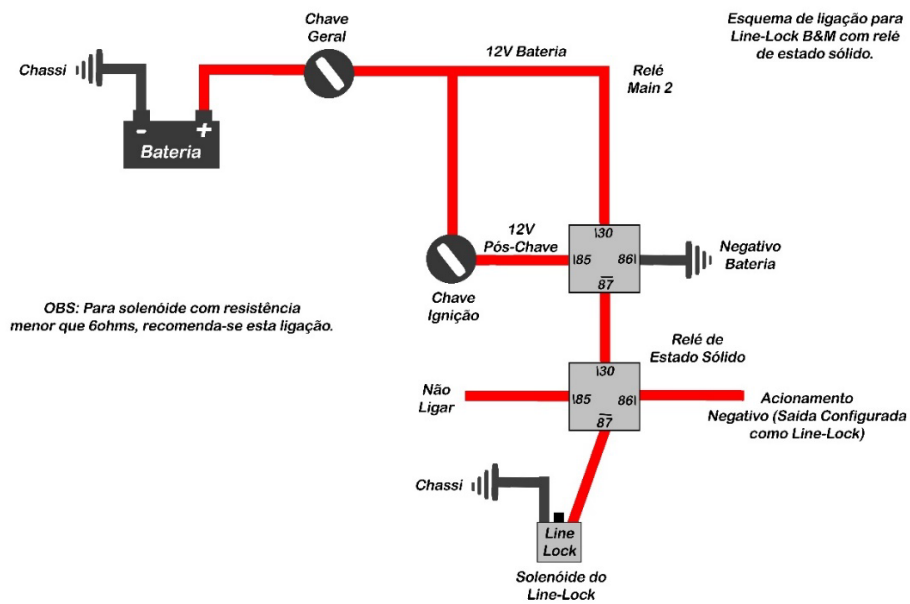 Chave
Geral
Esquema de ligação para
Line-Lock B&M com relé
de estado sólido.
12V Bateria
Chassi
Relé
Main 2
- +
Bateria
12V
Pós-Chave
30
85 86
87
Negativo
Bateria
Chave
Ignição
OBS: Para solenóide com resistência
menor que 6ohms, recomenda-se esta ligação.
Relé de
Estado Sólido
Não
Ligar
30
85 86
87
Acionamento
Negativo (Saída Configurada
como Line-Lock)
Chassi
Line
Lock
Solenóide do
Line-Lock